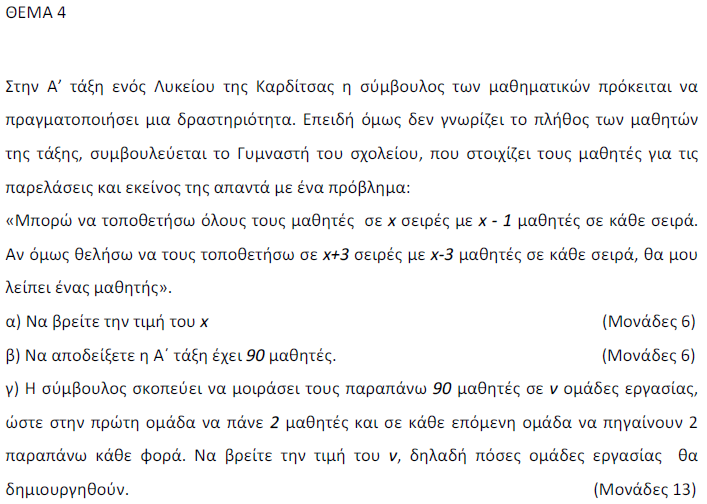 ΘΕΜΑ 4
Στην Α’ τάξη ενός Λυκείου της Καρδίτσας η σύμβουλος των μαθηματικών πρόκειται να
πραγματοποιήσει μια δραστηριότητα. Επειδή όμως δεν γνωρίζει το πλήθος των μαθητών
της τάξης, συμβουλεύεται το Γυμναστή του σχολείου, που στοιχίζει τους μαθητές για τις
παρελάσεις και εκείνος της απαντά με ένα πρόβλημα:
«Μπορώ να τοποθετήσω όλους τους μαθητές σε x σειρές με x - 1 μαθητές σε κάθε σειρά.
Αν όμως θελήσω να τους τοποθετήσω σε x+3 σειρές με x-3 μαθητές σε κάθε σειρά, θα μου
λείπει ένας μαθητής».
α) Να βρείτε την τιμή του x (Μονάδες 6)
β) Να αποδείξετε η Α΄ τάξη έχει 90 μαθητές. (Μονάδες 6)
γ) Η σύμβουλος σκοπεύει να μοιράσει τους παραπάνω 90 μαθητές σε ν ομάδες εργασίας,
ώστε στην πρώτη ομάδα να πάνε 2 μαθητές και σε κάθε επόμενη ομάδα να πηγαίνουν 2
παραπάνω κάθε φορά. Να βρείτε την τιμή του ν, δηλαδή πόσες ομάδες εργασίας θα
δημιουργηθούν. (Μονάδες 13)